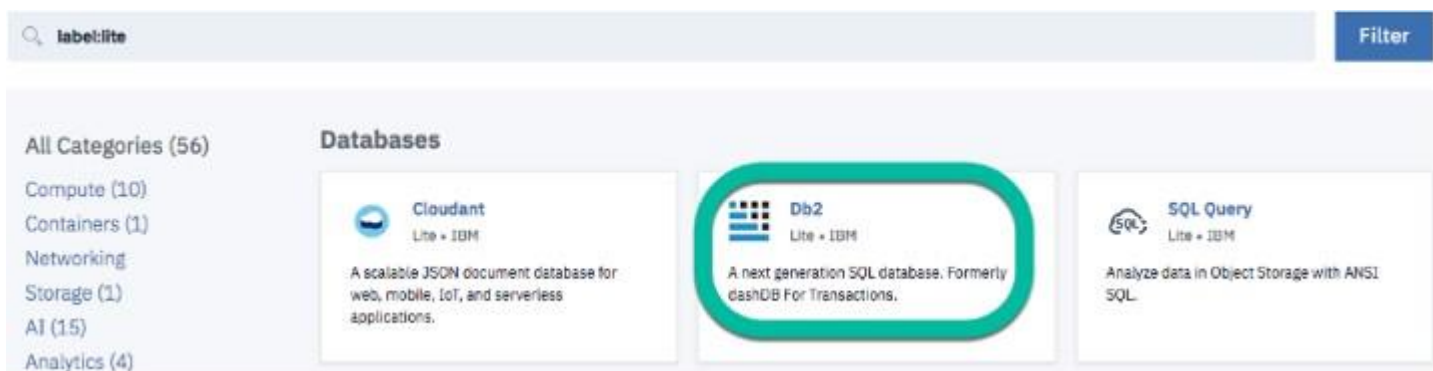 label:lite
Filter
All Categories (56)
Compute (10)
Containers (1)
Networking
Storage (1)
AI (15)
Analytics (4)
Databases
Cloudant
Lite • IBM
A scalable JSON document database for
web, mobile, IoT, and serverless
applications.
Db2
Lite • IBM
A next generation SQL database. Formerly
dashDB For Transactions.
SQL
SQL Query
Lite • IBM
Analyze data in Object Storage with ANSI
SQL.